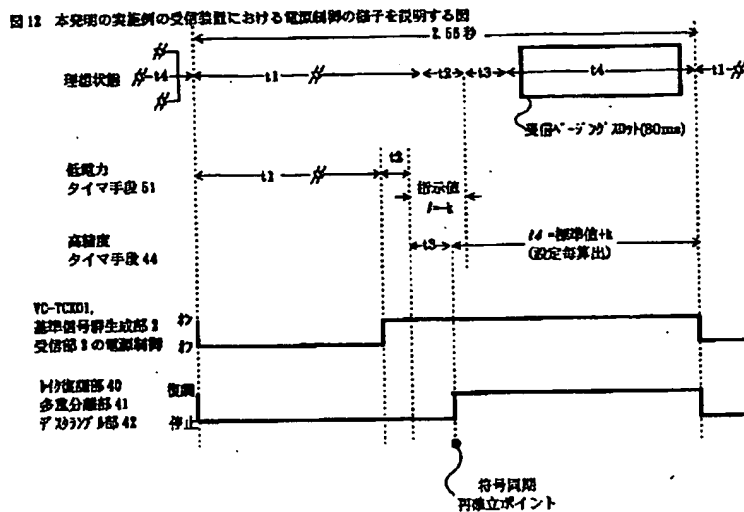 図12 本発明の実施例の受信装置における電源制御の様子を説明する図
2.56秒
理想状態
t4
t1
t2
t3
t4
t1
受信ページングスロット(80ms)
低電力
タイマ手段51
t1
t2
指示値
高精度
タイマ手段44
t3
t4=標準値+k
(設定毎算出)
VC-TCXO1,
基準信号群生成部2
受信部3の電源制御
オン
オフ
レイク復調部40
多重分離部41
デスクランブル部42
復調
停止
符号同期
再確立ポイント